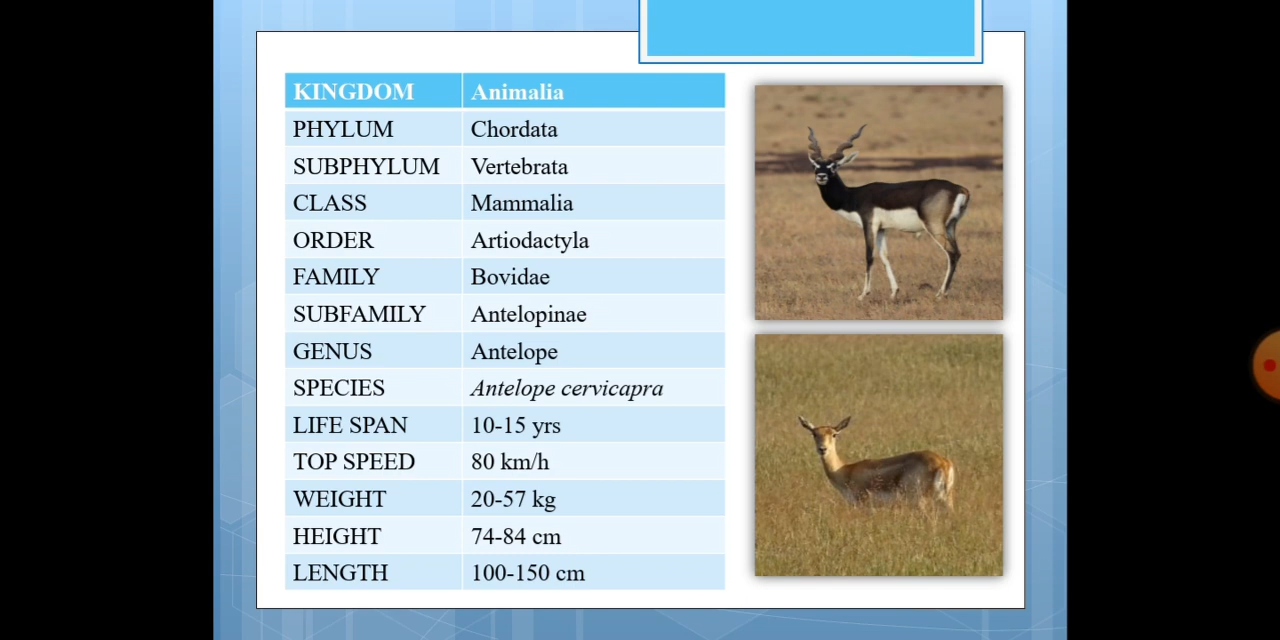 KINGDOM Animalia
PHYLUM Chordata
SUBPHYLUM Vertebrata
CLASS Mammalia
ORDER Artiodactyla
FAMILY Bovidae
SUBFAMILY Antelopinae
GENUS Antelope
SPECIES Antelope cervicapra
LIFE SPAN 10-15 yrs
TOP SPEED 80 km/h
WEIGHT 20-57 kg
HEIGHT 74-84 cm
LENGTH 100-150 cm